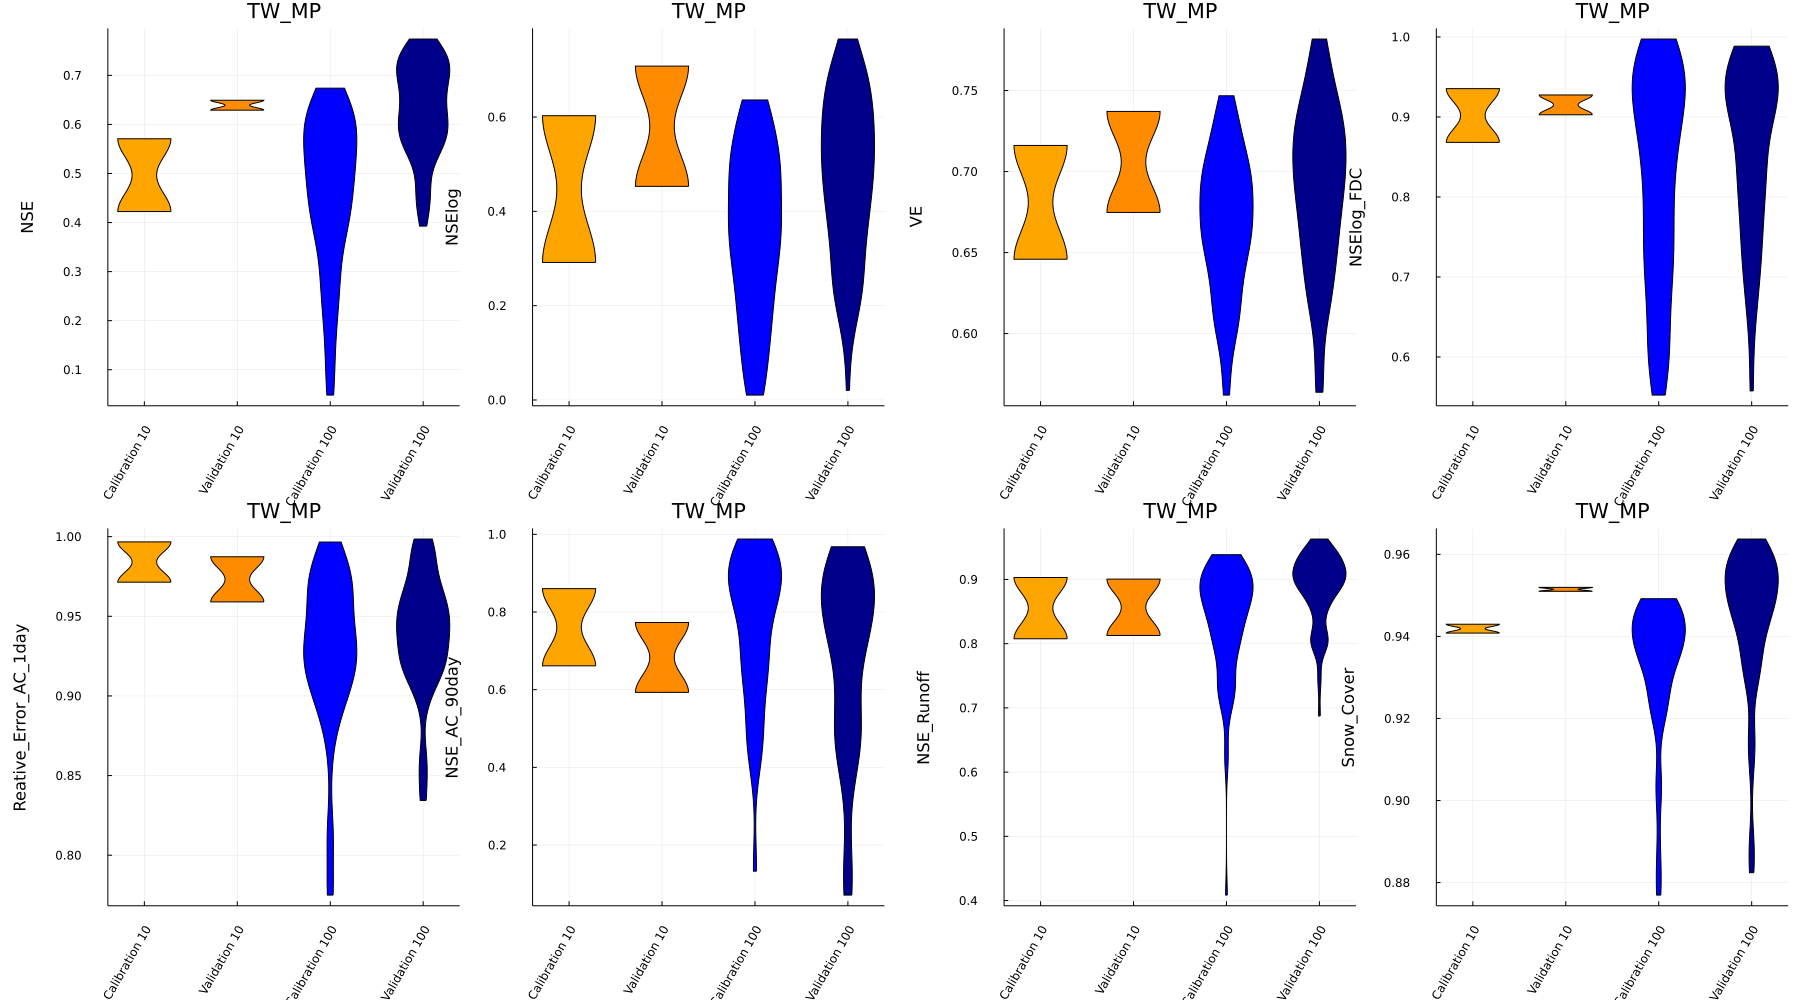 TW_MP
TW_MP
TW_MP
TW_MP
NSE
0.7
0.6
0.5
0.4
0.3
0.2
0.1
Calibration 10
Validation 10
Calibration 100
Validation 100
NSElog
0.6
0.4
0.2
0.0
Calibration 10
Validation 10
Calibration 100
Validation 100
VE
0.75
0.70
0.65
0.60
Calibration 10
Validation 10
Calibration 100
Validation 100
NSElog_FDC
1.0
0.9
0.8
0.7
0.6
Calibration 10
Validation 10
Calibration 100
Validation 100
TW_MP
TW_MP
TW_MP
TW_MP
Reative_Error_AC_1day
1.00
0.95
0.90
0.85
0.80
Calibration 10
Validation 10
Calibration 100
Validation 100
NSE_AC_90day
1.0
0.8
0.6
0.4
0.2
Calibration 10
Validation 10
Calibration 100
Validation 100
NSE_Runoff
0.9
0.8
0.7
0.6
0.5
0.4
Calibration 10
Validation 10
Calibration 100
Validation 100
Snow_Cover
0.96
0.94
0.92
0.90
0.88
Calibration 10
Validation 10
Calibration 100
Validation 100